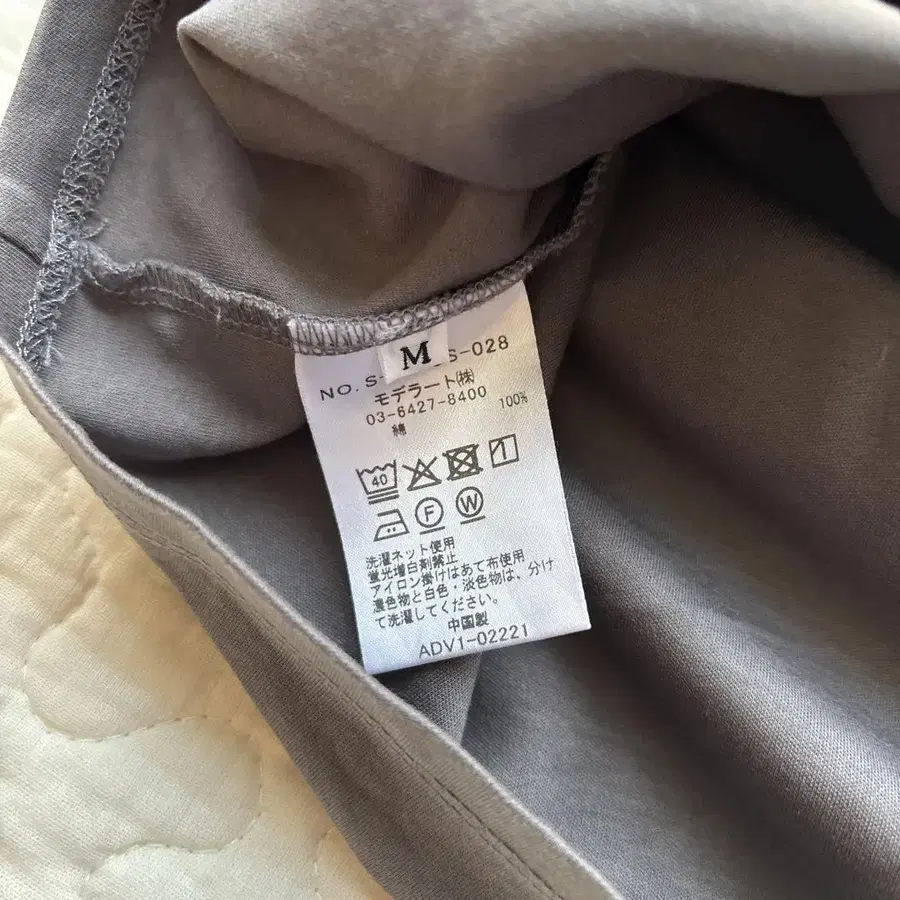 M
NO. S- S-028
モデラート㈱
03-6427-8400
綿 100%
40
F W
洗濯ネット使用
蛍光増白剤禁止
アイロン掛けはあて布使用
濃色物と白色・淡色物は、分け
て洗濯してください。
中国製
ADV1-02221